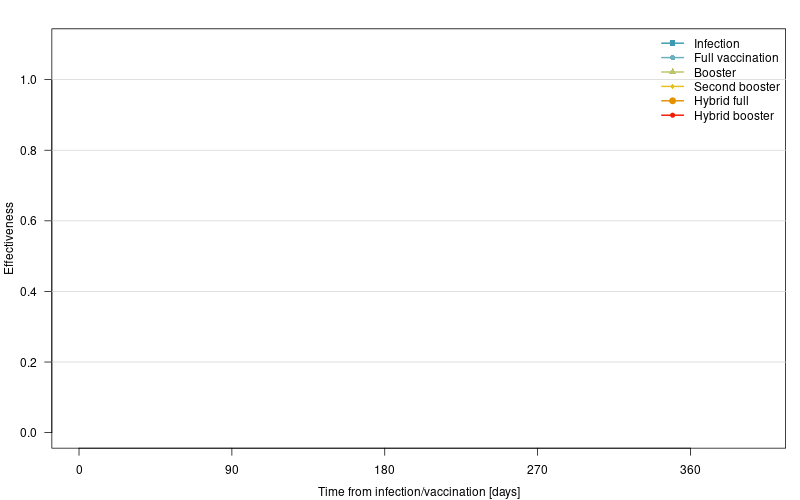 Infection
Full vaccination
Booster
Second booster
Hybrid full
Hybrid booster
1.0
0.8
0.6
0.4
0.2
0.0
Effectiveness
0 90 180 270 360
Time from infection/vaccination [days]